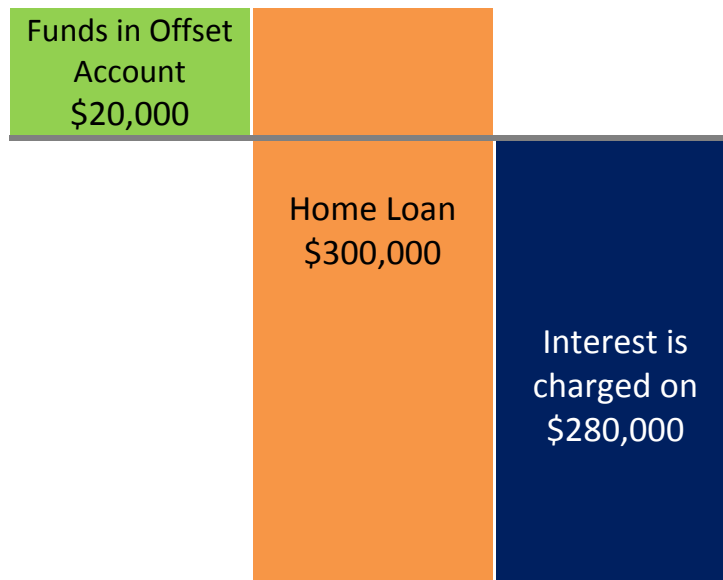 Funds in Offset
Account
$20,000
Home Loan
$300,000
Interest is
charged on
$280,000